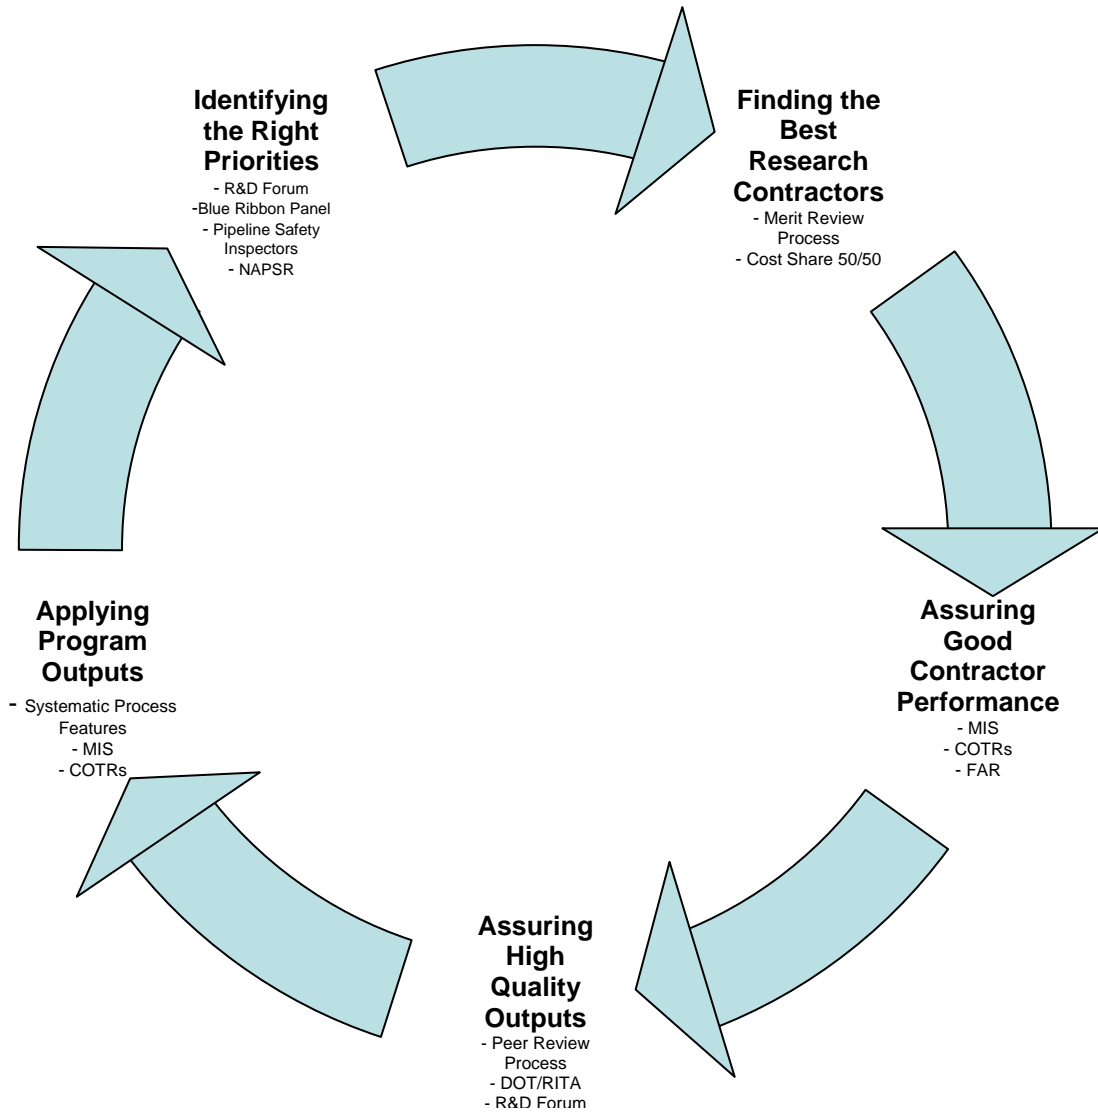 Identifying
the Right
Priorities
- R&D Forum
-Blue Ribbon Panel
- Pipeline Safety
Inspectors
- NAPSR
Finding the
Best
Research
Contractors
- Merit Review
Process
- Cost Share 50/50
Assuring
Good
Contractor
Performance
- MIS
- COTRs
- FAR
Assuring
High
Quality
Outputs
- Peer Review
Process
- DOT/RITA
- R&D Forum
Applying
Program
Outputs
- Systematic Process
Features
- MIS
- COTRs